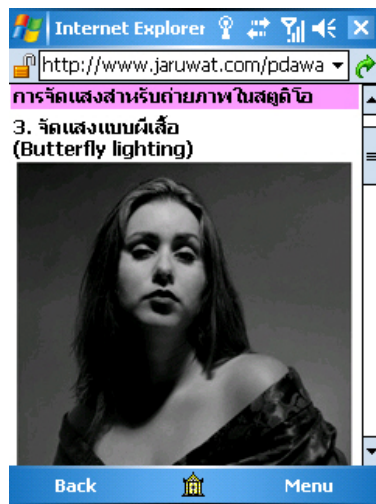 Internet Explorer
http://www.jaruwat.com/pdawa
การจัดแสงสำหรับถ่ายภาพในสตูดิโอ
3. จัดแสงแบบผีเสื้อ
(Butterfly lighting)
Back
Menu